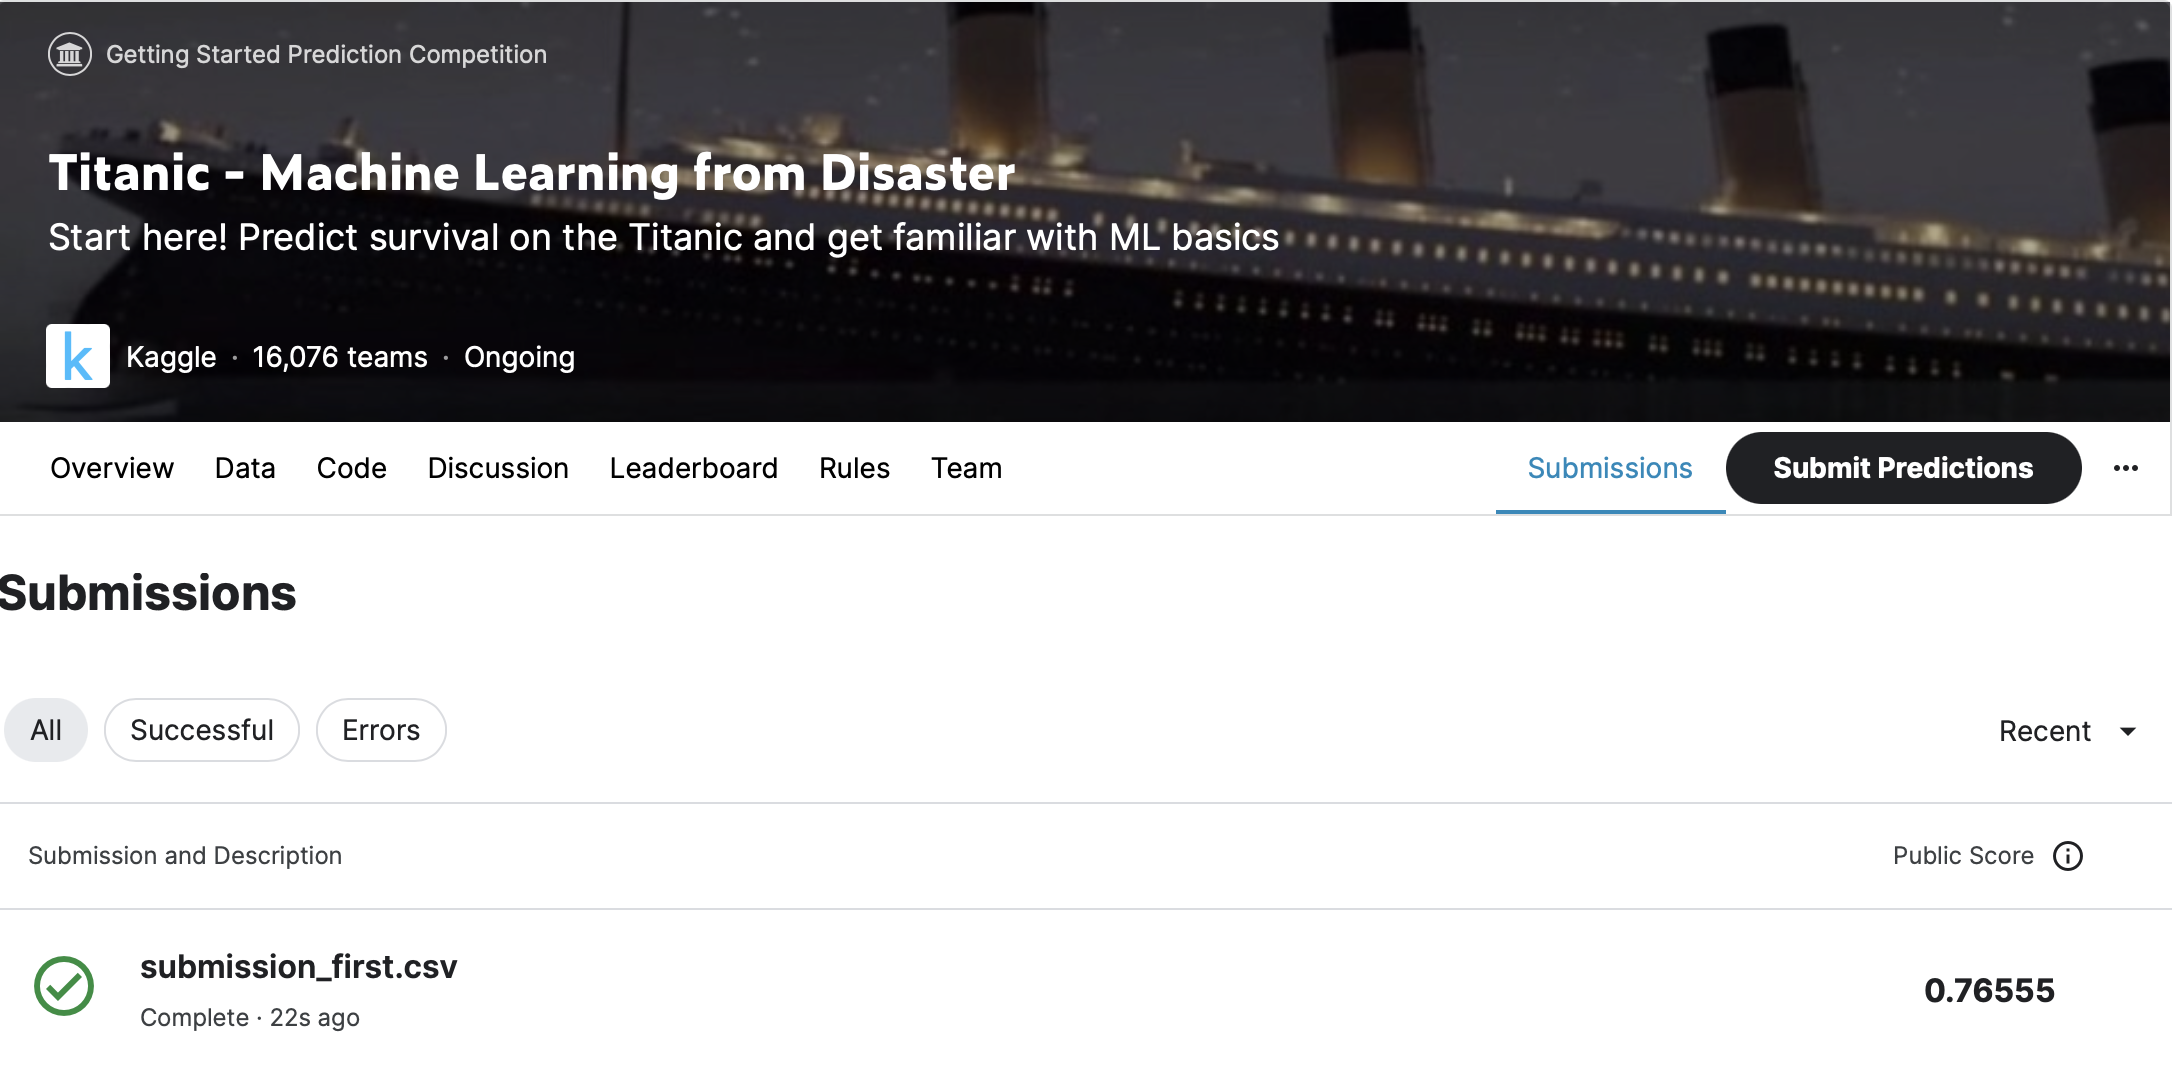 Getting Started Prediction Competition
Titanic - Machine Learning from Disaster
Start here! Predict survival on the Titanic and get familiar with ML basics
k Kaggle · 16,076 teams · Ongoing
Overview Data Code Discussion Leaderboard Rules Team Submissions Submit Predictions ...
Submissions
All Successful Errors Recent
Submission and Description Public Score
submission_first.csv
0.76555
Complete · 22s ago